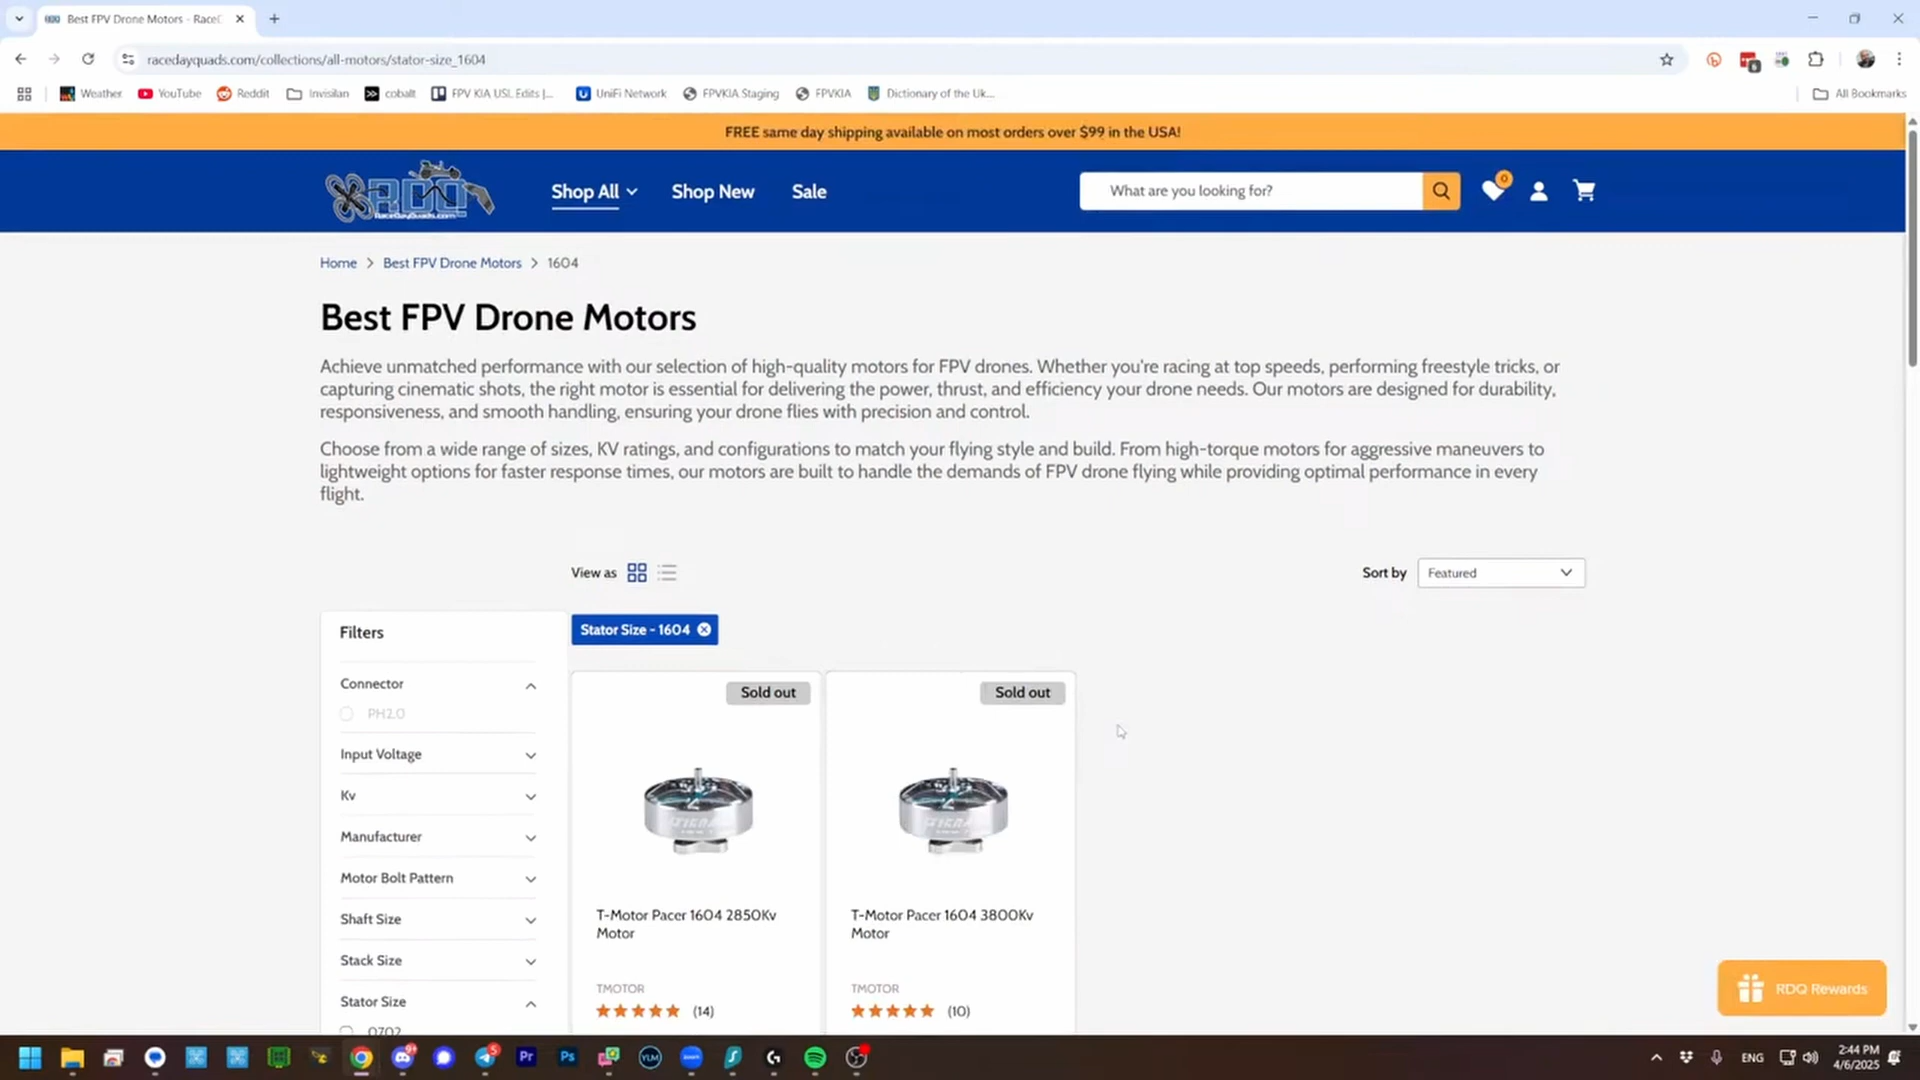 Best FPV Drone Motors - RaceD
racedayquads.com/collections/all-motors/stator-size_1604
Weather
YouTube
Reddit
Invisilan
cobalt
FPV KIA USL Edits |...
UniFi Network
FPVKIA Staging
FPVKIA
Dictionary of the Uk...
All Bookmarks
FREE same day shipping available on most orders over $99 in the USA!
RDQ
RaceDayQuads.com
Shop All
Shop New
Sale
What are you looking for?
0
Home > Best FPV Drone Motors > 1604
Best FPV Drone Motors
Achieve unmatched performance with our selection of high-quality motors for FPV drones. Whether you're racing at top speeds, performing freestyle tricks, or
capturing cinematic shots, the right motor is essential for delivering the power, thrust, and efficiency your drone needs. Our motors are designed for durability,
responsiveness, and smooth handling, ensuring your drone flies with precision and control.
Choose from a wide range of sizes, KV ratings, and configurations to match your flying style and build. From high-torque motors for aggressive maneuvers to
lightweight options for faster response times, our motors are built to handle the demands of FPV drone flying while providing optimal performance in every
flight.
View as
Sort by
Featured
Filters
Connector
PH2.0
Input Voltage
Kv
Manufacturer
Motor Bolt Pattern
Shaft Size
Stack Size
Stator Size
0702
Stator Size - 1604
Sold out
T-Motor Pacer 1604 2850Kv
Motor
TMOTOR
(14)
Sold out
T-Motor Pacer 1604 3800Kv
Motor
TMOTOR
(10)
RDQ Rewards
9+
5
Pr
Ps
YLM
ENG
2:44 PM
4/6/2025